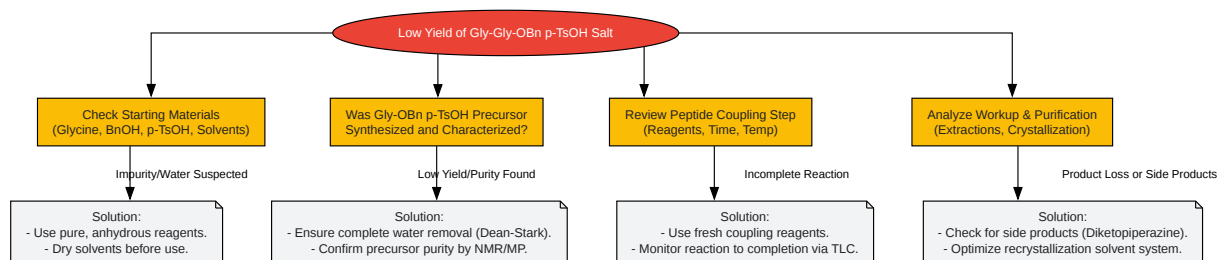 Low Yield of Gly-Gly-OBn p-TsOH Salt
Check Starting Materials
(Glycine, BnOH, p-TsOH, Solvents)
Was Gly-OBn p-TsOH Precursor
Synthesized and Characterized?
Review Peptide Coupling Step
(Reagents, Time, Temp)
Analyze Workup & Purification
(Extractions, Crystallization)
Impurity/Water Suspected
Low Yield/Purity Found
Incomplete Reaction
Product Loss or Side Products
Solution:
- Use pure, anhydrous reagents.
- Dry solvents before use.
Solution:
- Ensure complete water removal (Dean-Stark).
- Confirm precursor purity by NMR/MP.
Solution:
- Use fresh coupling reagents.
- Monitor reaction to completion via TLC.
Solution:
- Check for side products (Diketopiperazine).
- Optimize recrystallization solvent system.